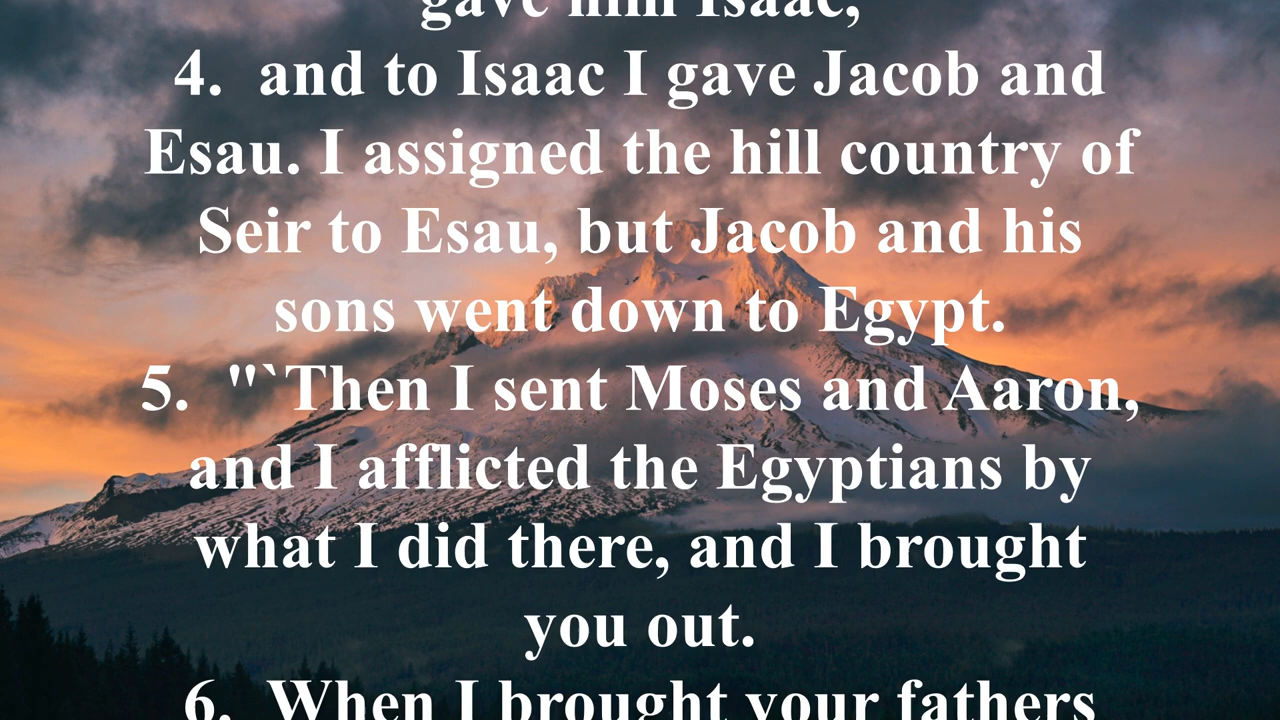 gave him Isaac,
4.  and to Isaac I gave Jacob and
Esau. I assigned the hill country of
Seir to Esau, but Jacob and his
sons went down to Egypt.
5.  "`Then I sent Moses and Aaron,
and I afflicted the Egyptians by
what I did there, and I brought
you out.
6.  When I brought your fathers